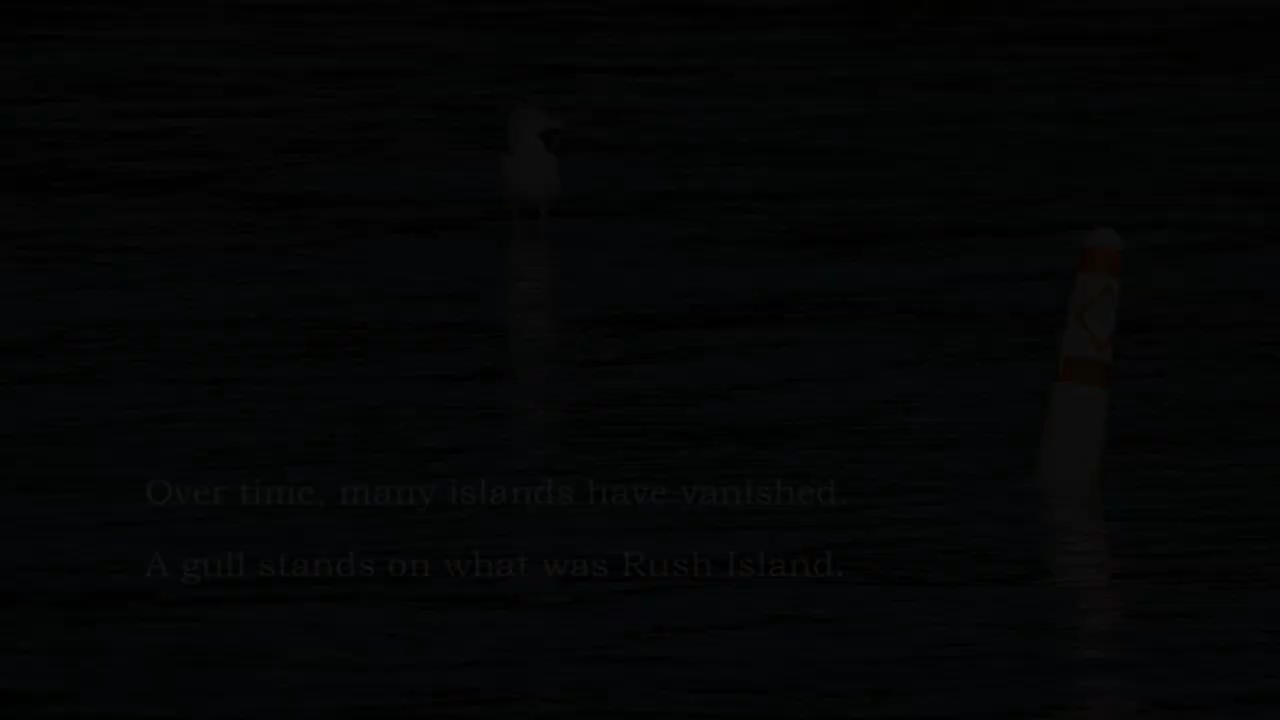 Over time, many islands have vanished.
A gull stands on what was Rush Island.